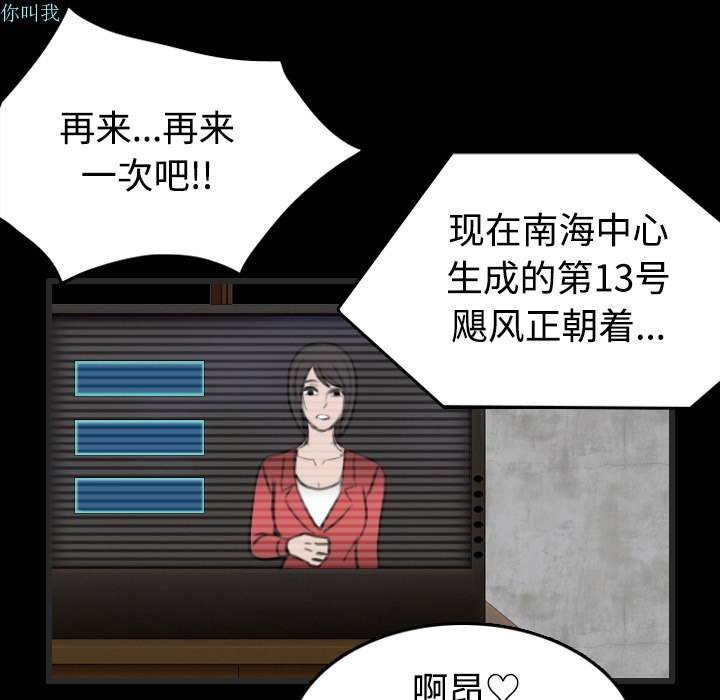 你叫我
再来...再来
一次吧!!
现在南海中心
生成的第13号
飓风正朝着...
啊昂♡